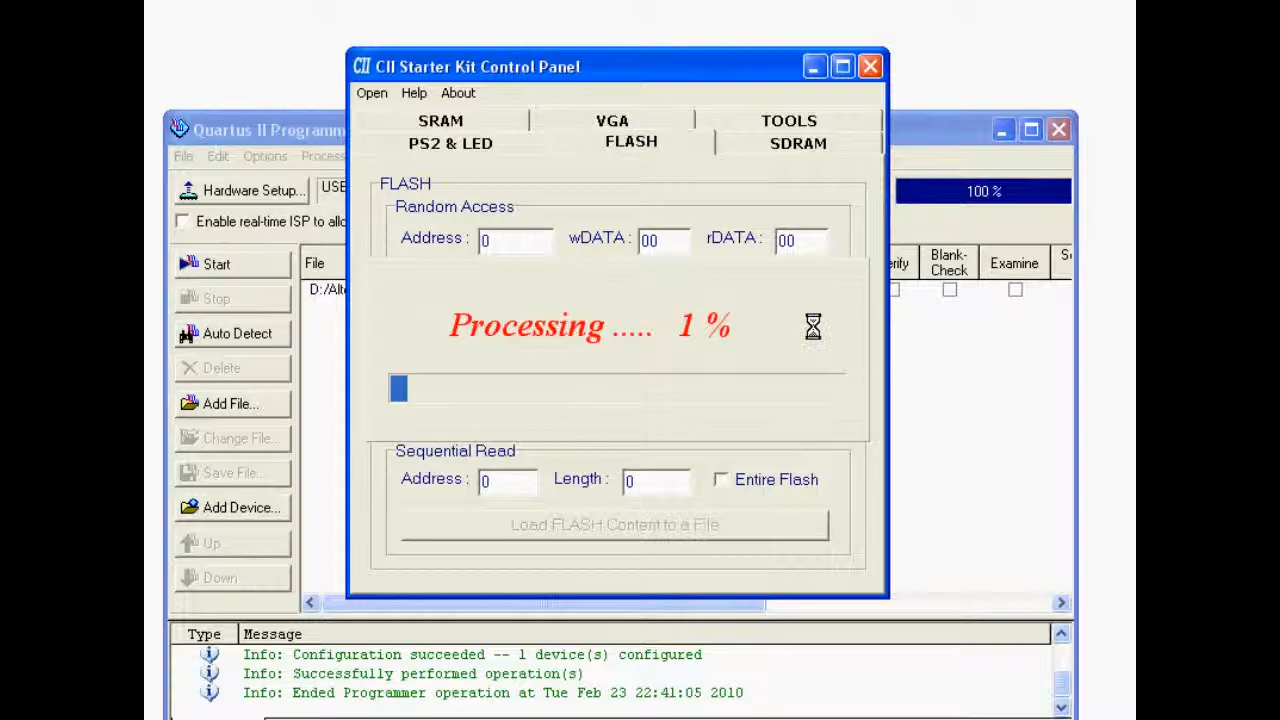 CII CII Starter Kit Control Panel
Open Help About
SRAM VGA TOOLS
PS2 & LED FLASH SDRAM
FLASH
Random Access
Address : 0 wDATA : 00 rDATA : 00
Processing ..... 1 %
Sequential Read
Address : 0 Length : 0 Entire Flash
Load FLASH Content to a File
Quartus II Programm
File Edit Options Process
Hardware Setup... USB
100 %
Enable real-time ISP to allo
Start
Stop
Auto Detect
Delete
Add File...
Change File...
Save File...
Add Device...
Up
Down
File
Blank-Check
Examine
D:/Alte
Type Message
Info: Configuration succeeded -- 1 device(s) configured
Info: Successfully performed operation(s)
Info: Ended Programmer operation at Tue Feb 23 22:41:05 2010